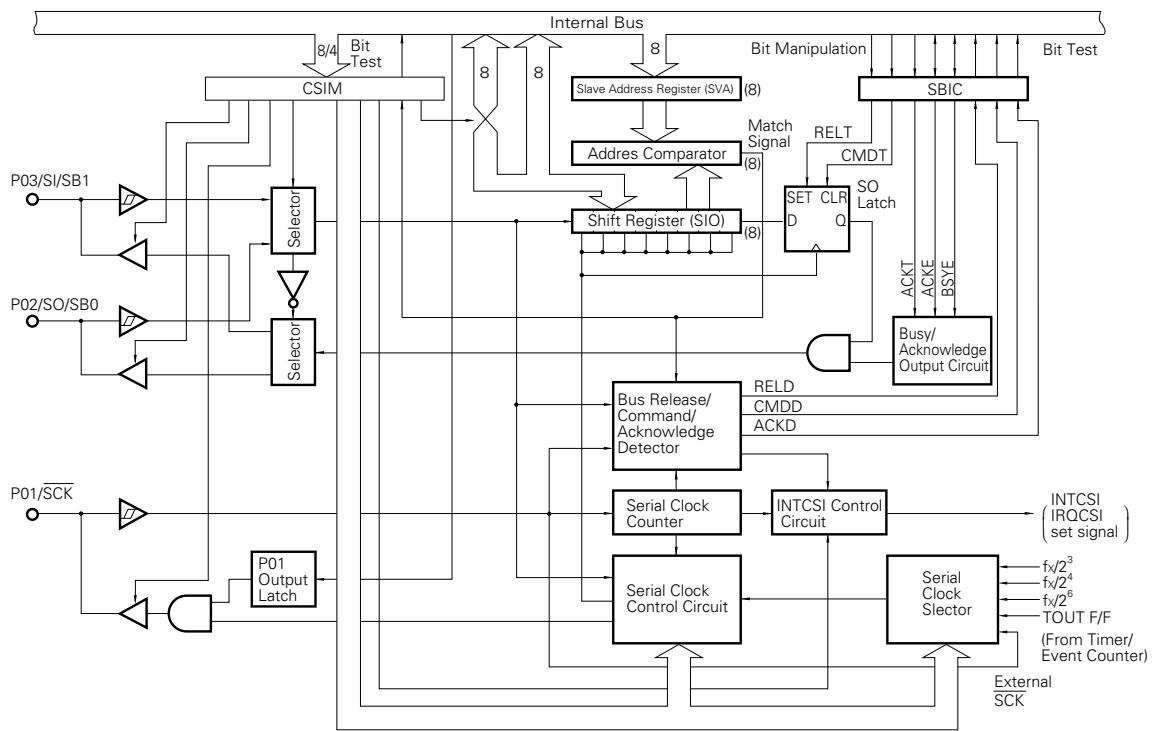 Internal Bus
8/4
Bit
Test
8
8
8
Bit Manipulation
Bit Test
CSIM
Slave Address Register (SVA)
(8)
SBIC
Match
Signal
RELT
CMDT
Addres Comparator
(8)
P03/SI/SB1
Selector
SET CLR
D Q
SO
Latch
Shift Register (SIO)
(8)
ACKT
ACKE
BSYE
P02/SO/SB0
Selector
Busy/
Acknowledge
Output Circuit
Bus Release/
Command/
Acknowledge
Detector
RELD
CMDD
ACKD
P01/SCK
Serial Clock
Counter
INTCSI Control
Circuit
INTCSI
IRQCSI
set signal
P01
Output
Latch
Serial Clock
Control Circuit
Serial
Clock
Slector
fx/2³
fx/2⁴
fx/2⁶
TOUT F/F
(From Timer/
Event Counter)
External
SCK